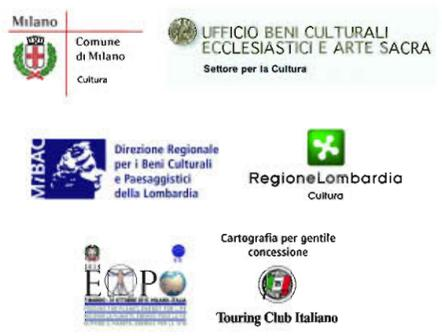 Milano
Comune
di Milano
Cultura
UFFICIO BENI CULTURALI
ECCLESIASTICI E ARTE SACRA
Settore per la Cultura
MiBAC
Direzione Regionale
per i Beni Culturali
e Paesaggistici
della Lombardia
RegioneLombardia
Cultura
EXPO
Cartografia per gentile
concessione
Touring Club Italiano